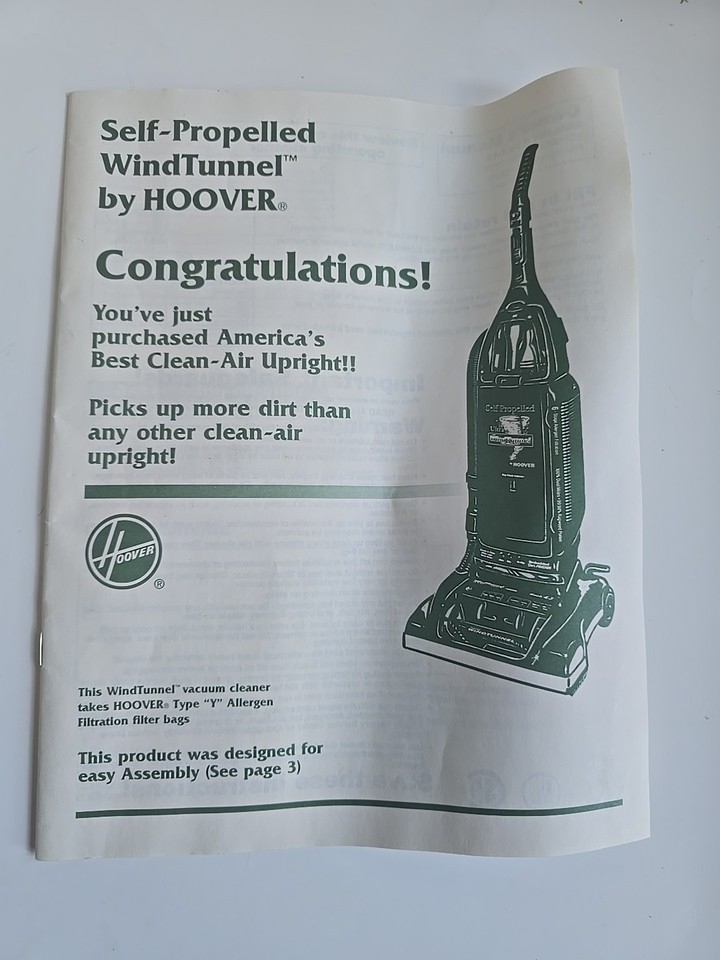 Self-Propelled
WindTunnel™
by HOOVER®
Congratulations!
You've just
purchased America's
Best Clean-Air Upright!!
Picks up more dirt than
any other clean-air
upright!
Self Propelled
WINDTUNNEL
HOOVER
HOOVER
®
WINDTUNNEL
This WindTunnel™ vacuum cleaner
takes HOOVER® Type "Y" Allergen
Filtration filter bags
This product was designed for
easy Assembly (See page 3)